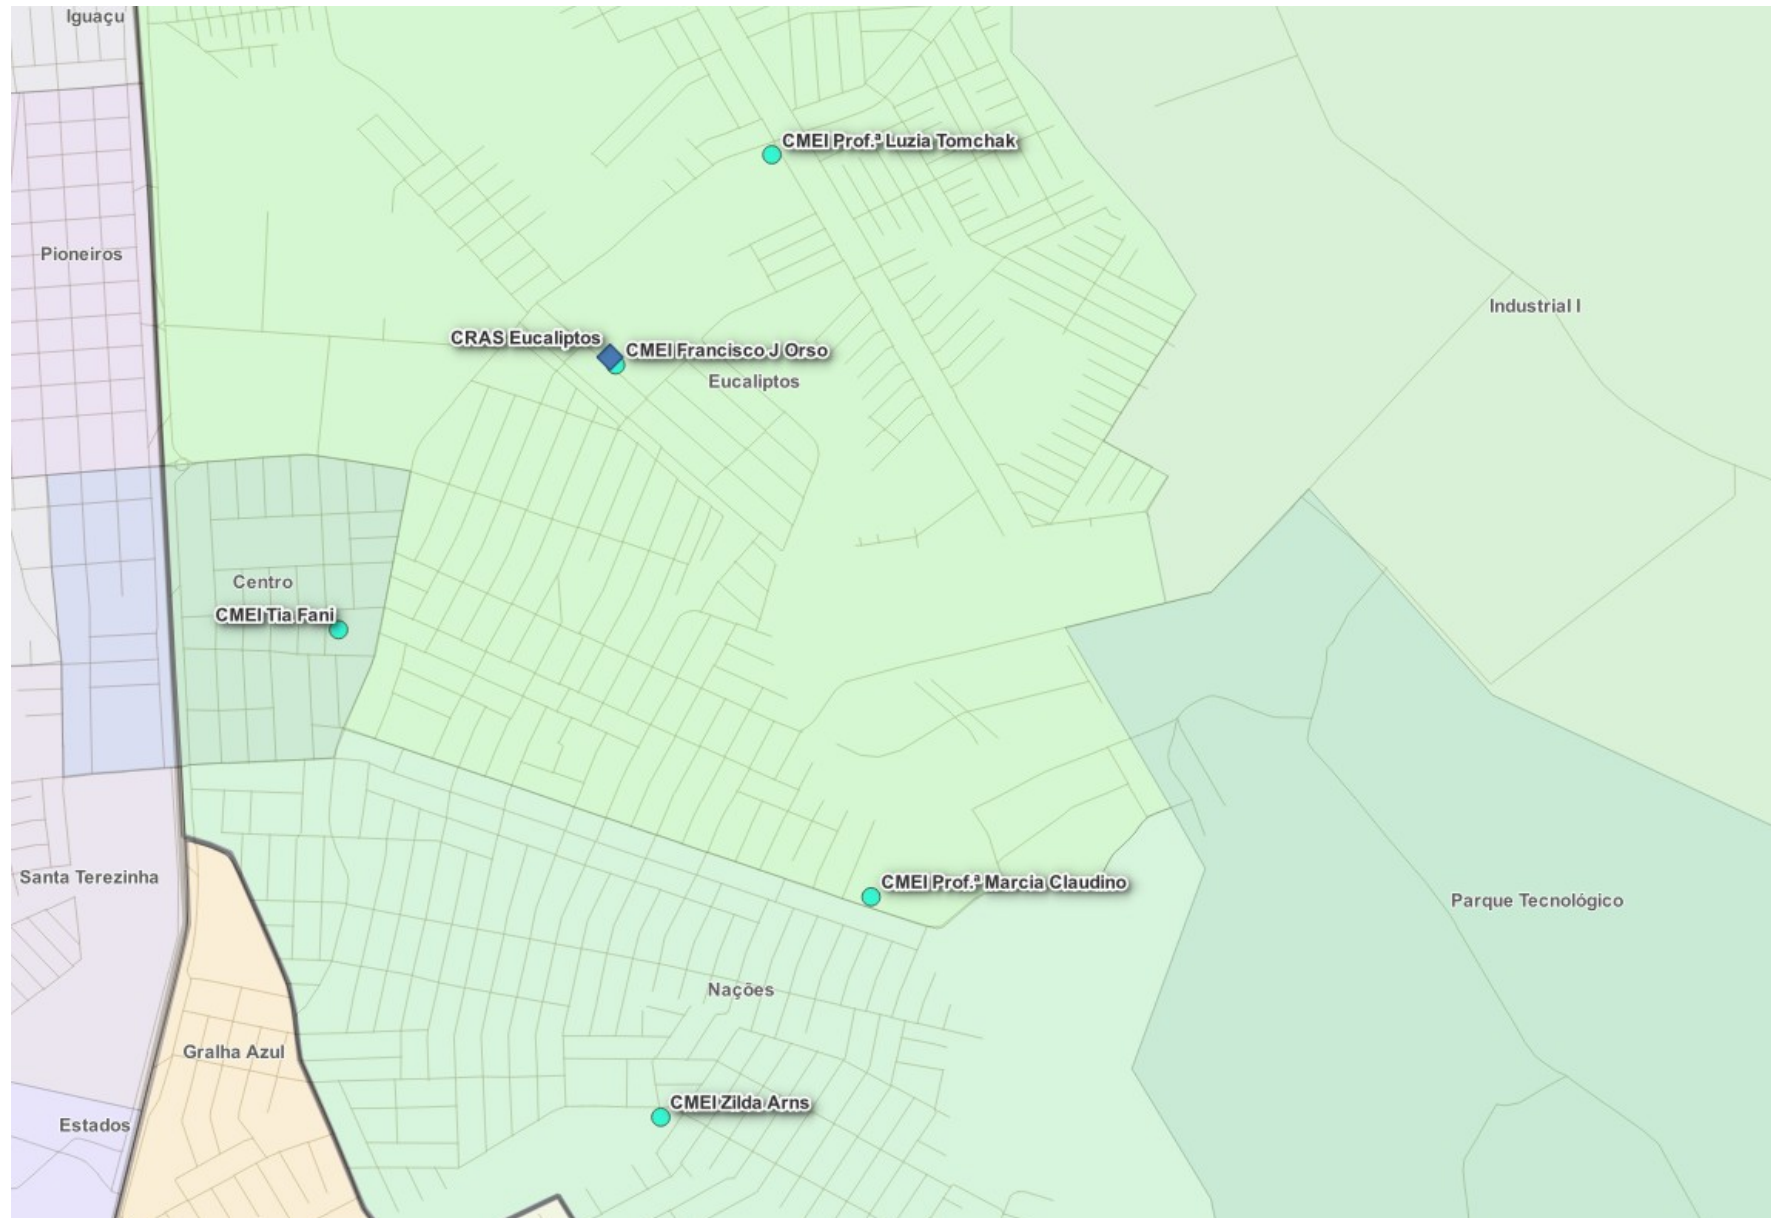 Iguaçu
CMEI Prof.ª Luzia Tomchak
Pioneiros
Industrial I
CRAS Eucaliptos
CMEI Francisco J Orso
Eucaliptos
Centro
CMEI Tia Fani
Santa Terezinha
CMEI Prof.ª Marcia Claudino
Parque Tecnológico
Nações
Gralha Azul
CMEI Zilda Arns
Estados